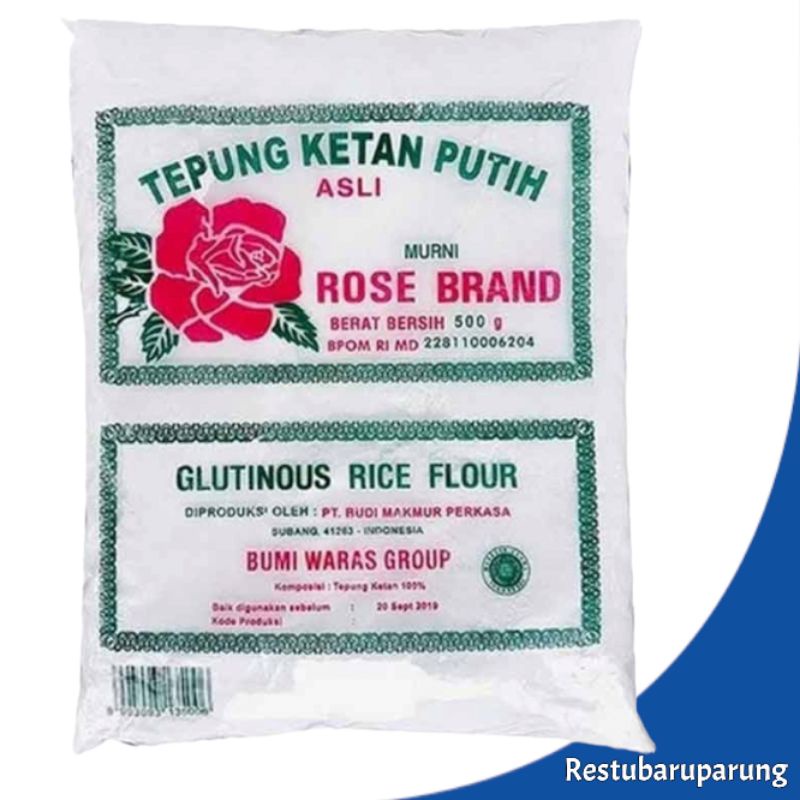 TEPUNG KETAN PUTIH
ASLI
MURNI
ROSE BRAND
BERAT BERSIH 500 g
BPOM RI MD 228110006204
GLUTINOUS RICE FLOUR
DIPRODUKSI OLEH : PT. BUDI MAKMUR PERKASA
SUBANG, 41263 - INDONESIA
BUMI WARAS GROUP
Komposisi : Tepung Ketan 100%
Baik digunakan sebelum : 20 Sept 2019
Kode Produksi :
Restubaruparung